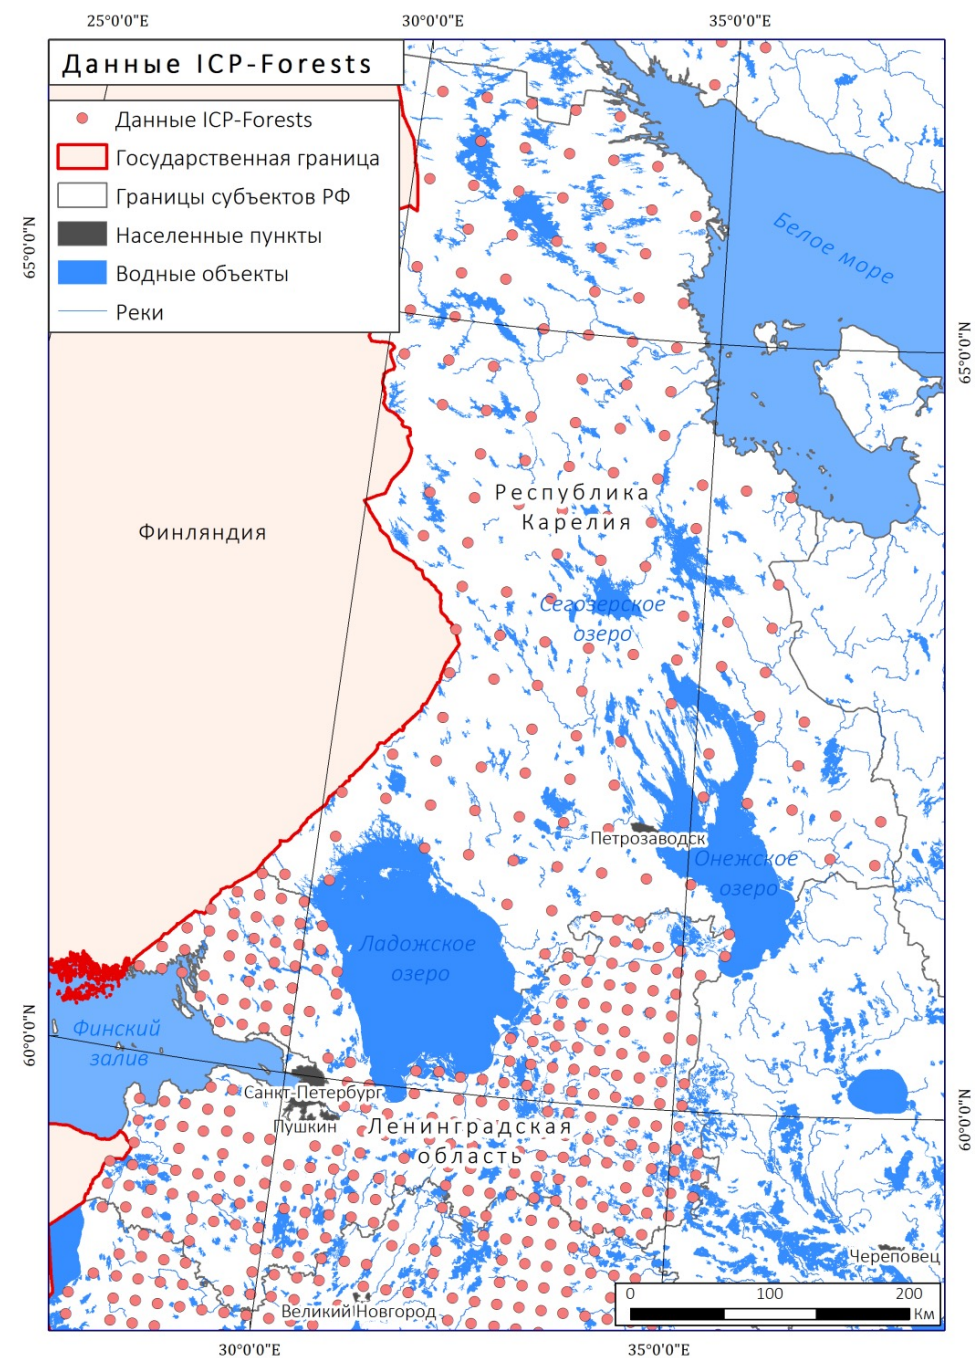 25°0'0"E 30°0'0"E 35°0'0"E
Данные ICP-Forests
Данные ICP-Forests
Государственная граница
Границы субъектов РФ
Населенные пункты
Водные объекты
Реки
65°0'0"N
Белое море
65°0'0"N
Финляндия
Республика
Карелия
Сегозерское
озеро
Петрозаводск
Онежское
озеро
Ладожское
озеро
60°0'0"N
Финский
залив
Санкт-Петербург
Пушкин
Ленинградская
область
60°0'0"N
Череповец
Великий Новгород
0 100 200
Км
30°0'0"E 35°0'0"E